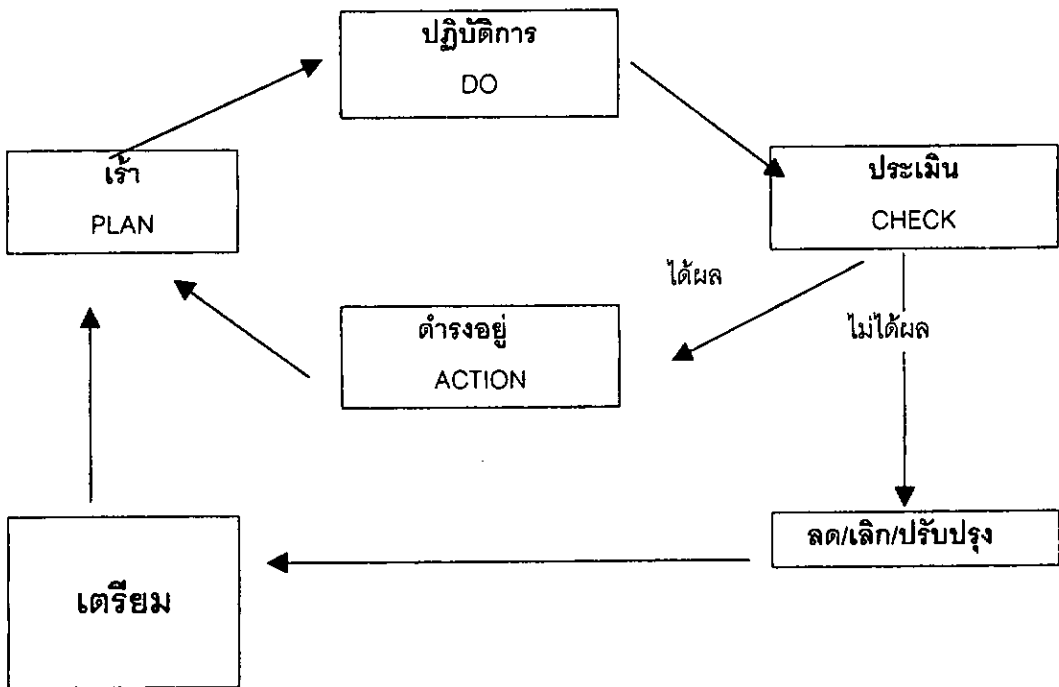 ปฏิบัติการ
DO
เร้า
PLAN
ประเมิน
CHECK
ได้ผล
ไม่ได้ผล
ดำรงอยู่
ACTION
ลด/เลิก/ปรับปรุง
เตรียม